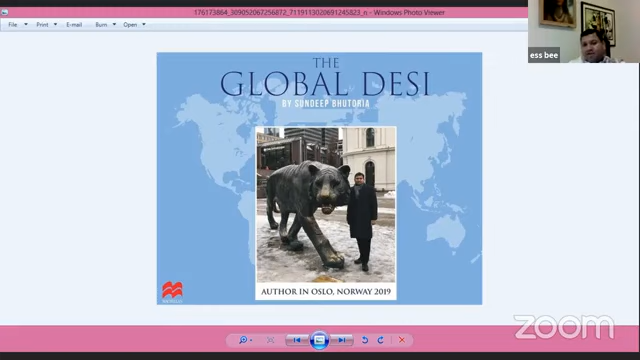 176173864_309052067256872_7119113020691245823_n - Windows Photo Viewer
File Print E-mail Burn Open
ess bee
THE
GLOBAL DESI
BY SUNDEEP BHUTORIA
AUTHOR IN OSLO, NORWAY 2019
zoom